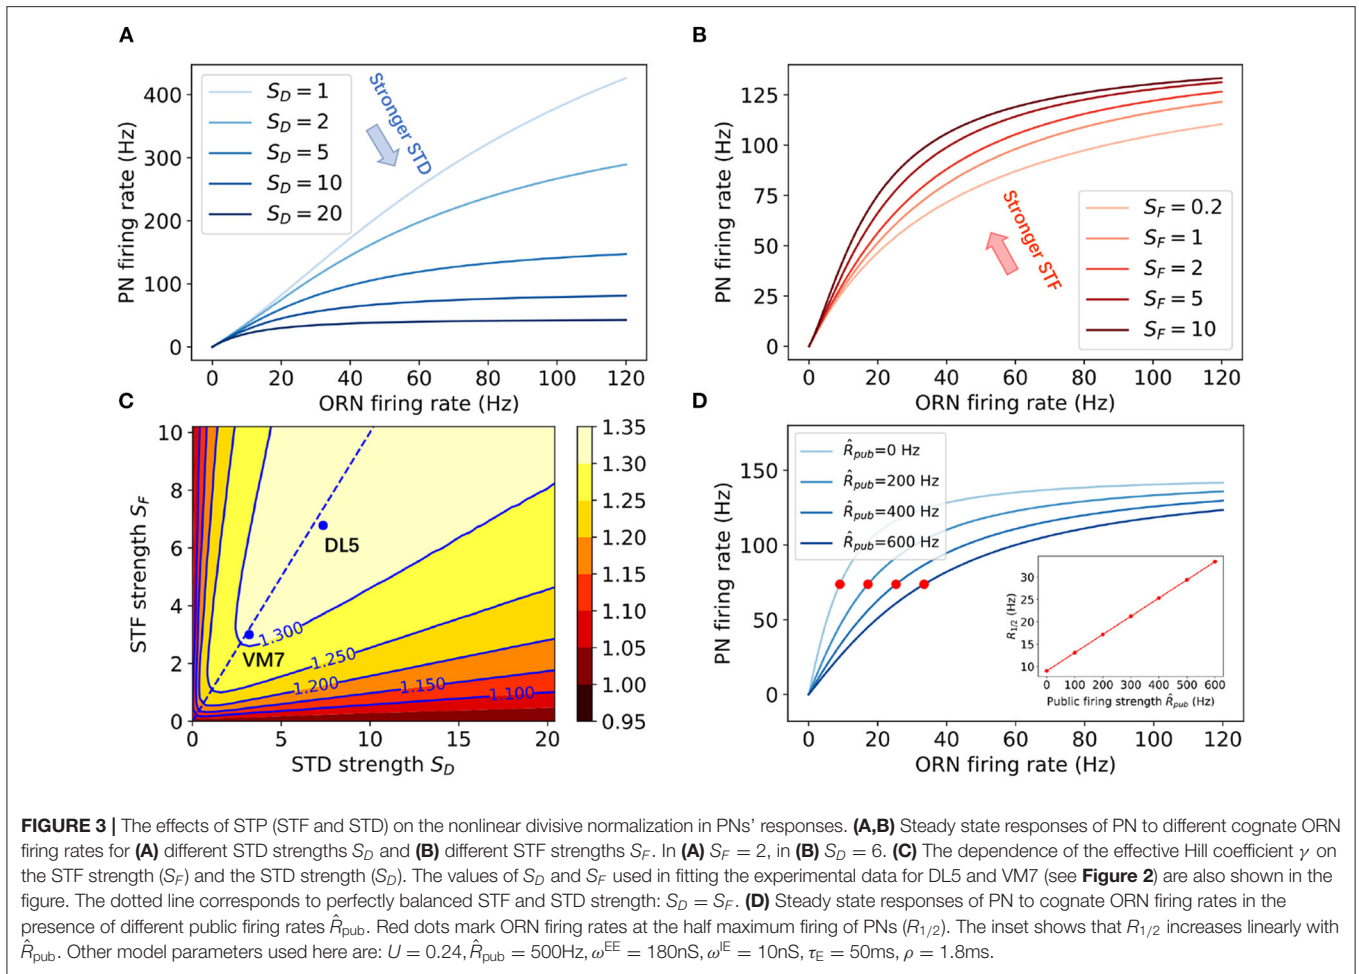 A
400
300
200
100
0
PN firing rate (Hz)
S_D = 1
S_D = 2
S_D = 5
S_D = 10
S_D = 20
Stronger STD
0 20 40 60 80 100 120
ORN firing rate (Hz)
B
125
100
75
50
25
0
PN firing rate (Hz)
Stronger STF
S_F = 0.2
S_F = 1
S_F = 2
S_F = 5
S_F = 10
0 20 40 60 80 100 120
ORN firing rate (Hz)
C
10
8
6
4
2
0
STF strength S_F
DL5
VM7
1.300
1.250
1.200
1.150
1.100
0 5 10 15 20
STD strength S_D
1.35
1.30
1.25
1.20
1.15
1.10
1.05
1.00
0.95
D
150
100
50
0
PN firing rate (Hz)
R̂_pub=0 Hz
R̂_pub=200 Hz
R̂_pub=400 Hz
R̂_pub=600 Hz
30
25
20
15
10
R_1/2 (Hz)
0 100 200 300 400 500 600
Public firing strength R̂_pub (Hz)
0 20 40 60 80 100 120
ORN firing rate (Hz)
FIGURE 3 | The effects of STP (STF and STD) on the nonlinear divisive normalization in PNs' responses. (A,B) Steady state responses of PN to different cognate ORN
firing rates for (A) different STD strengths S_D and (B) different STF strengths S_F. In (A) S_F = 2, in (B) S_D = 6. (C) The dependence of the effective Hill coefficient γ on
the STF strength (S_F) and the STD strength (S_D). The values of S_D and S_F used in fitting the experimental data for DL5 and VM7 (see Figure 2) are also shown in the
figure. The dotted line corresponds to perfectly balanced STF and STD strength: S_D = S_F. (D) Steady state responses of PN to cognate ORN firing rates in the
presence of different public firing rates R̂_pub. Red dots mark ORN firing rates at the half maximum firing of PNs (R_1/2). The inset shows that R_1/2 increases linearly with
R̂_pub. Other model parameters used here are: U = 0.24, R̂_pub = 500Hz, ω^EE = 180nS, ω^IE = 10nS, τ_E = 50ms, ρ = 1.8ms.